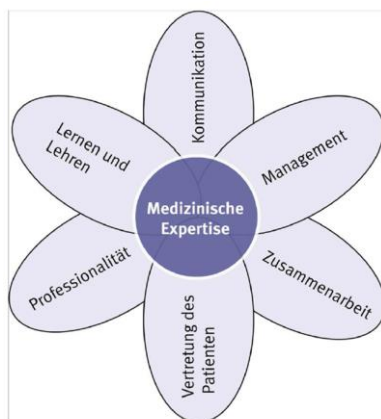 Kommunikation
Lernen und
Lehren
Management
Medizinische
Expertise
Professionalität
Zusammenarbeit
Vertretung des
Patienten